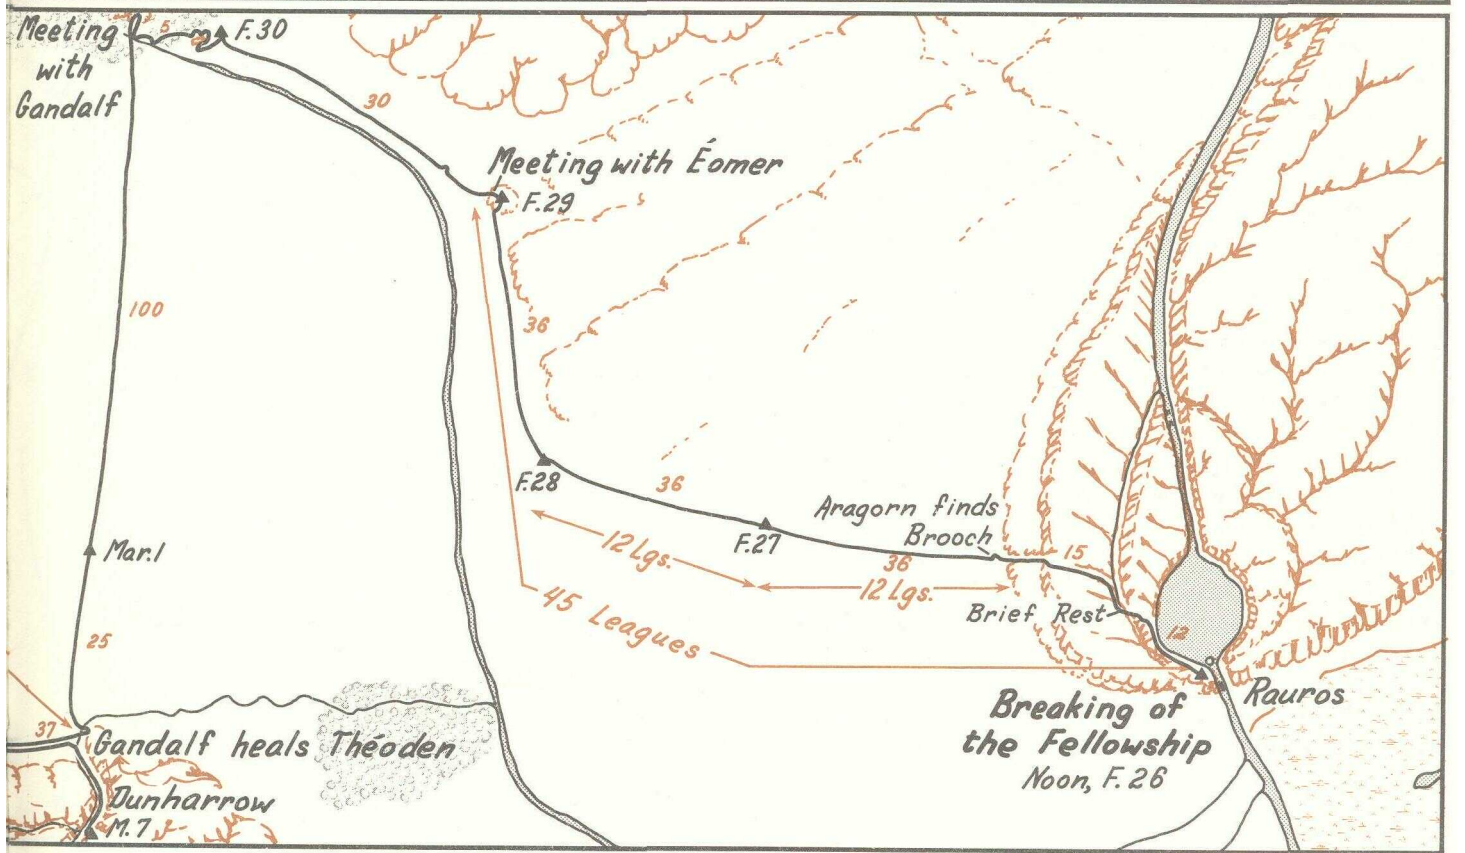 Meeting
with
Gandalf
5
F.30
30
Meeting with Éomer
F.29
100
36
F.28
36
Aragorn finds
Brooch
F.27
36
15
12 Lgs.
12 Lgs.
Mar.1
45 Leagues
Brief Rest
12
25
Rauros
Breaking of
the Fellowship
Noon, F.26
37
Gandalf heals Théoden
Dunharrow
M.7